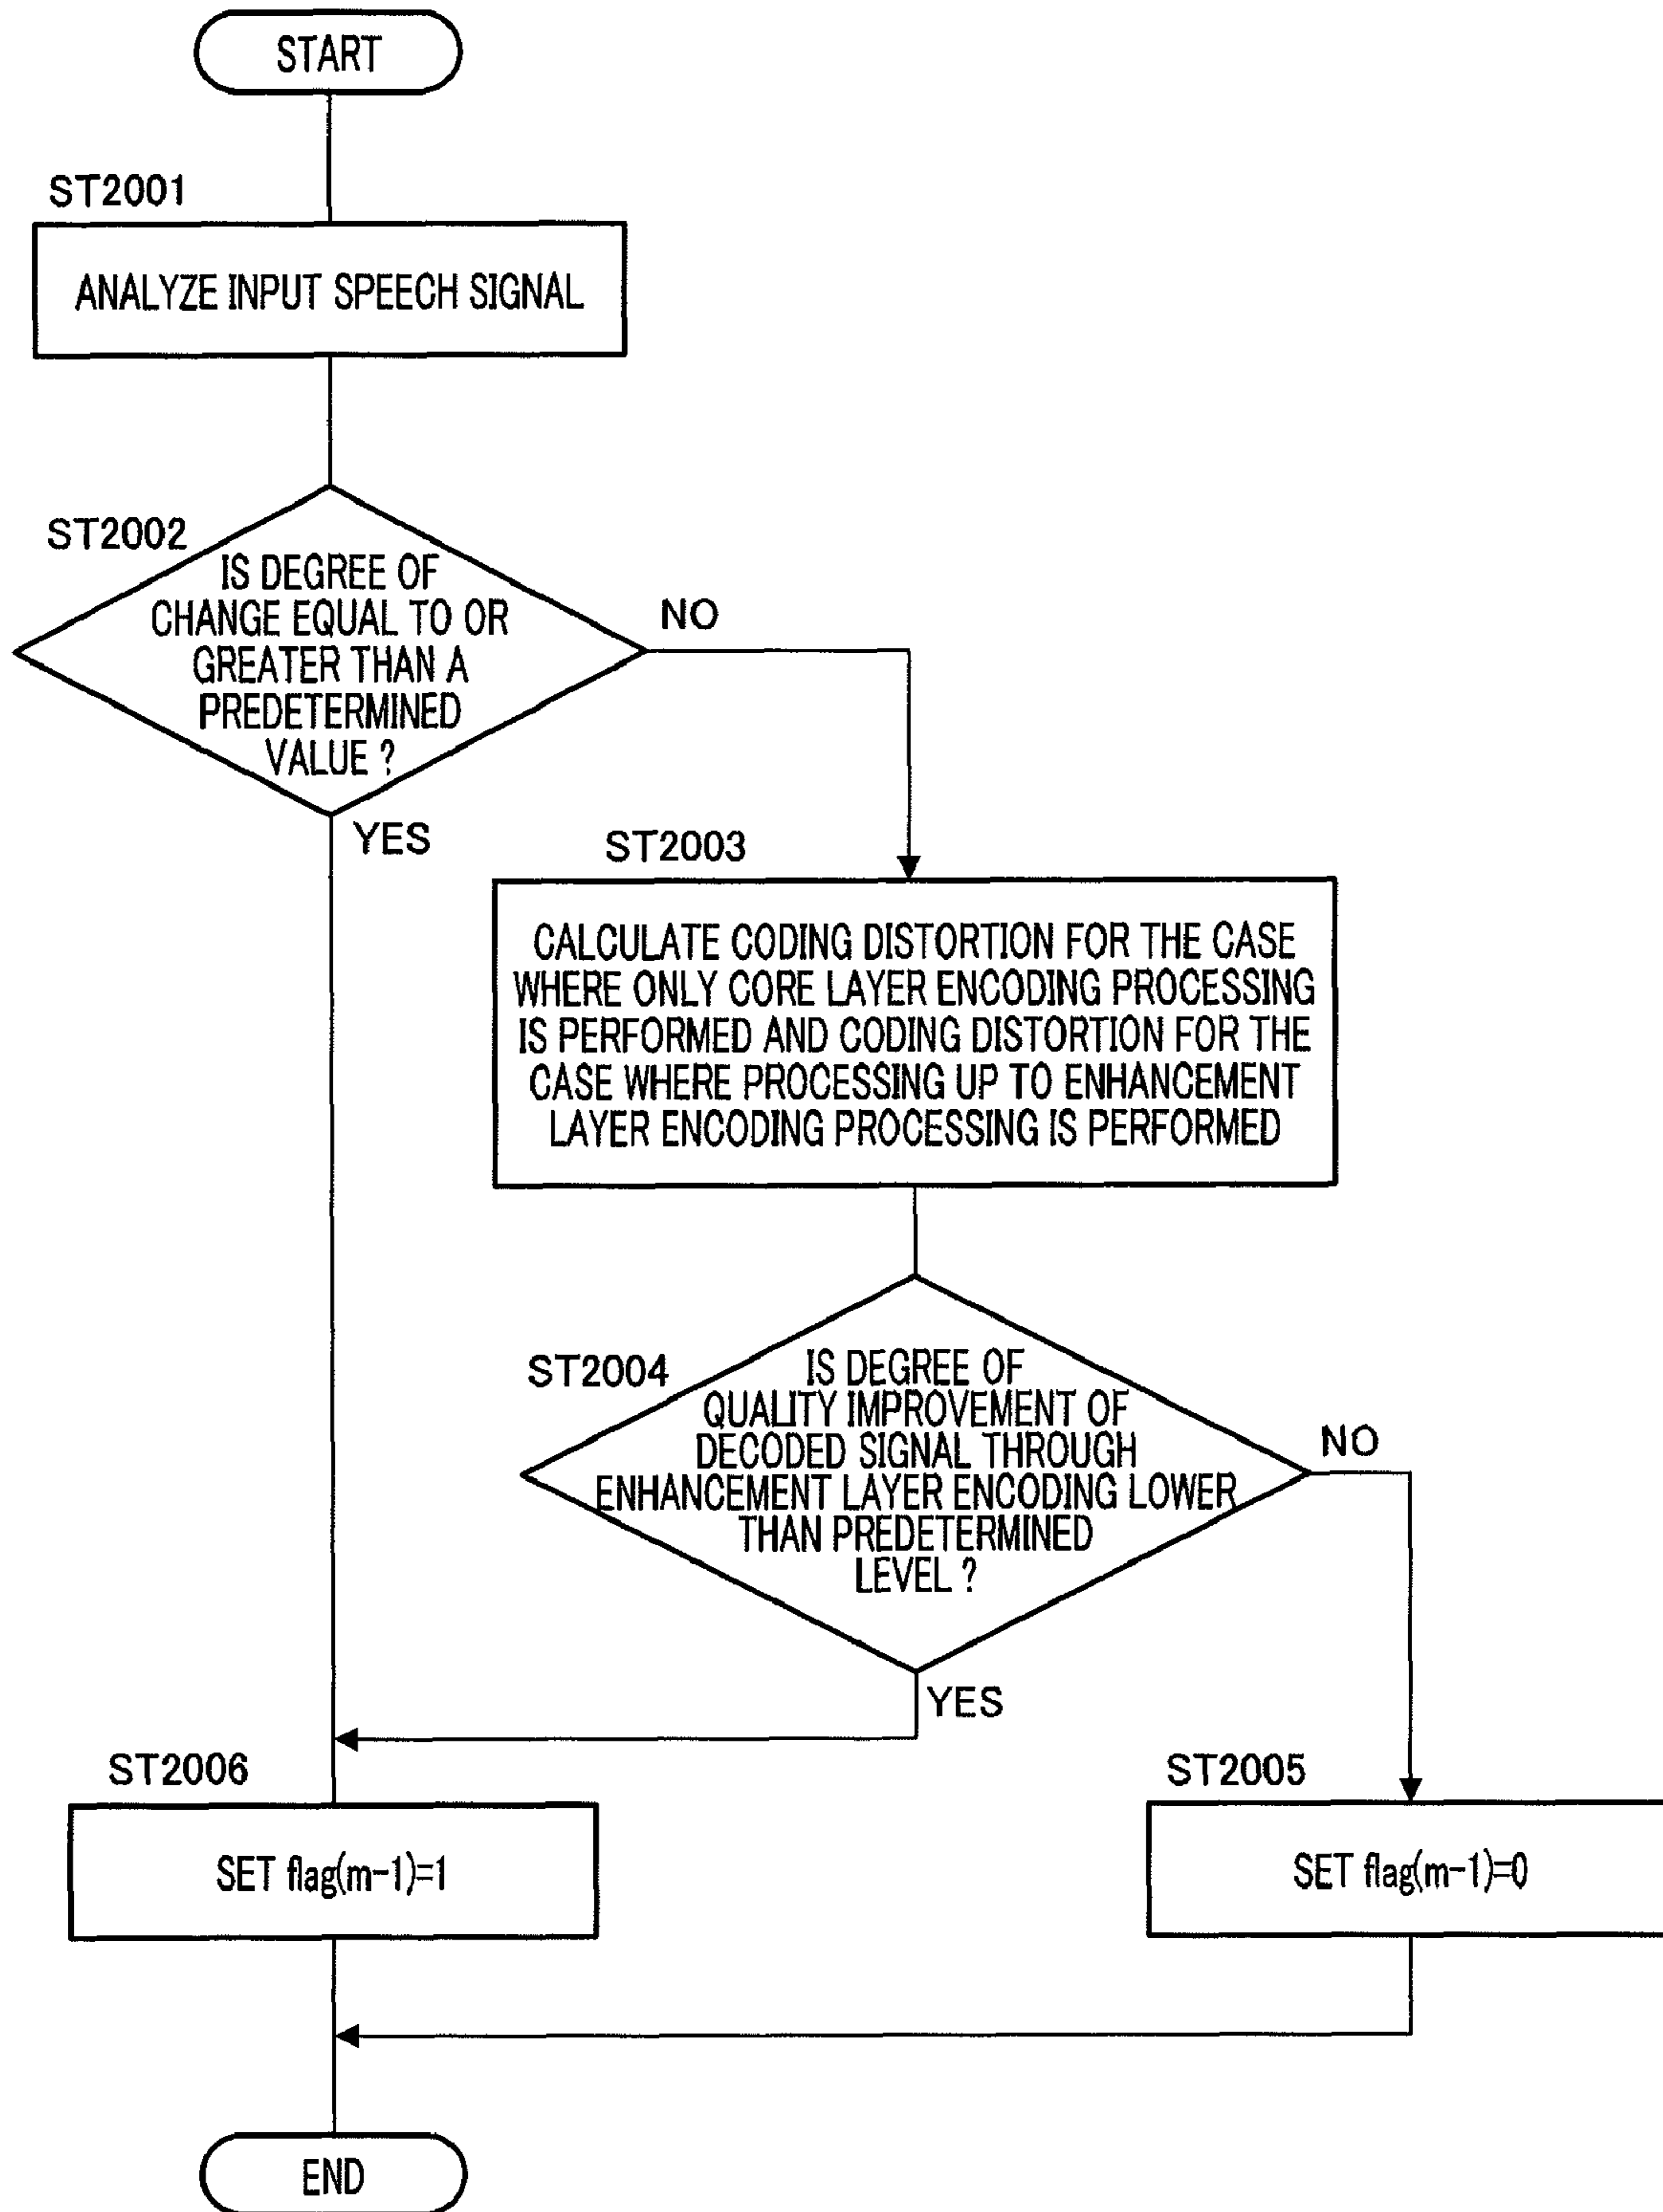 START
ST2001
ANALYZE INPUT SPEECH SIGNAL
ST2002
IS DEGREE OF
CHANGE EQUAL TO OR
GREATER THAN A
PREDETERMINED
VALUE ?
NO
YES
ST2003
CALCULATE CODING DISTORTION FOR THE CASE
WHERE ONLY CORE LAYER ENCODING PROCESSING
IS PERFORMED AND CODING DISTORTION FOR THE
CASE WHERE PROCESSING UP TO ENHANCEMENT
LAYER ENCODING PROCESSING IS PERFORMED
ST2004
IS DEGREE OF
QUALITY IMPROVEMENT OF
DECODED SIGNAL THROUGH
ENHANCEMENT LAYER ENCODING LOWER
THAN PREDETERMINED
LEVEL ?
NO
YES
ST2006
SET flag(m-1)=1
ST2005
SET flag(m-1)=0
END